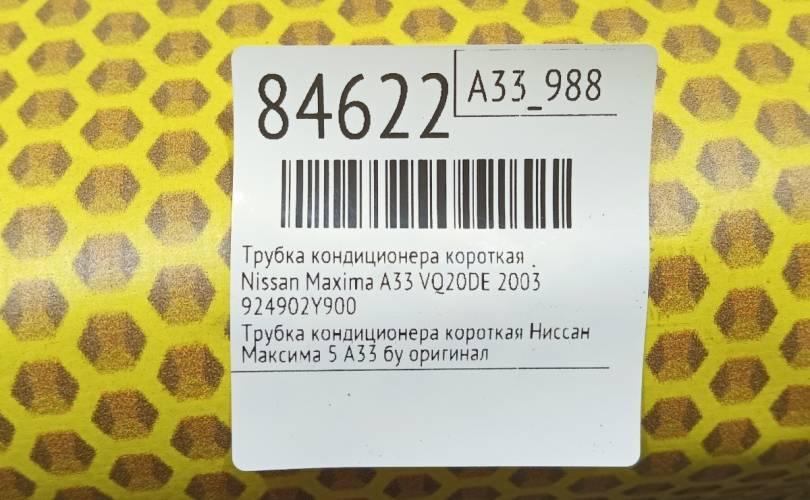 84622
A33_988
Трубка кондиционера короткая
Nissan Maxima A33 VQ20DE 2003
924902Y900
Трубка кондиционера короткая Ниссан
Максима 5 А33 бу оригинал